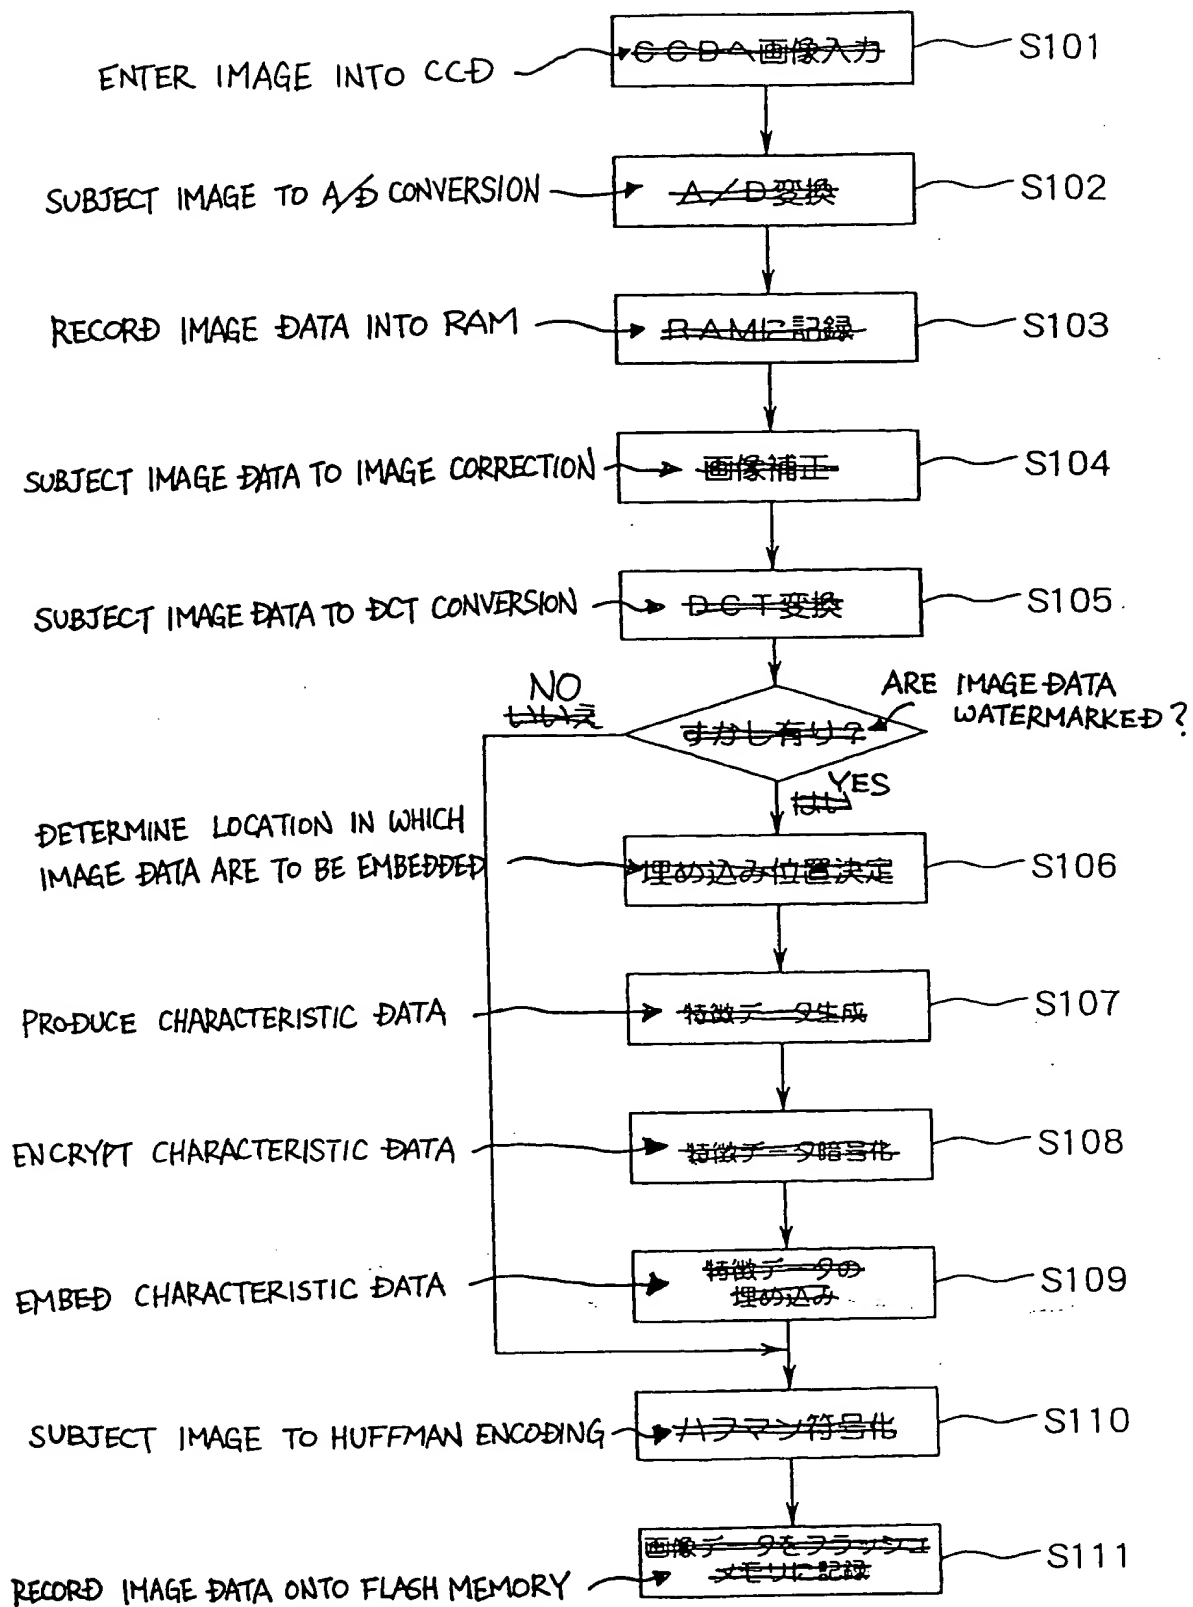 ENTER IMAGE INTO CCD
CCDへ画像入力
S101
SUBJECT IMAGE TO A/D CONVERSION
A/D変換
S102
RECORD IMAGE DATA INTO RAM
RAMに記録
S103
SUBJECT IMAGE DATA TO IMAGE CORRECTION
画像補正
S104
SUBJECT IMAGE DATA TO DCT CONVERSION
DCT変換
S105
NO
いいえ
すかし有り?
ARE IMAGE DATA
WATERMARKED?
YES
はい
DETERMINE LOCATION IN WHICH
IMAGE DATA ARE TO BE EMBEDDED
埋め込み位置決定
S106
PRODUCE CHARACTERISTIC DATA
特徴データ生成
S107
ENCRYPT CHARACTERISTIC DATA
特徴データ暗号化
S108
EMBED CHARACTERISTIC DATA
特徴データの
埋め込み
S109
SUBJECT IMAGE TO HUFFMAN ENCODING
ハフマン符号化
S110
RECORD IMAGE DATA ONTO FLASH MEMORY
画像データをフラッシュ
メモリに記録
S111